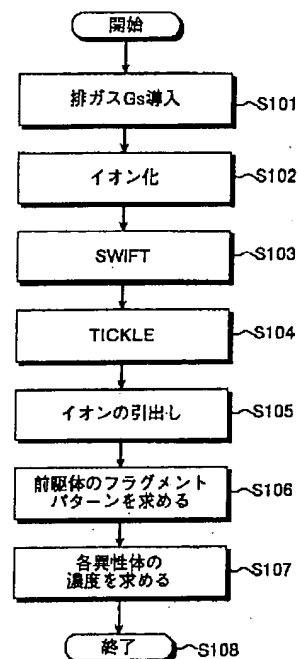 開始
排ガスGs導入
S101
イオン化
S102
SWIFT
S103
TICKLE
S104
イオンの引出し
S105
前駆体のフラグメント
パターンを求める
S106
各異性体の
濃度を求める
S107
終了
S108